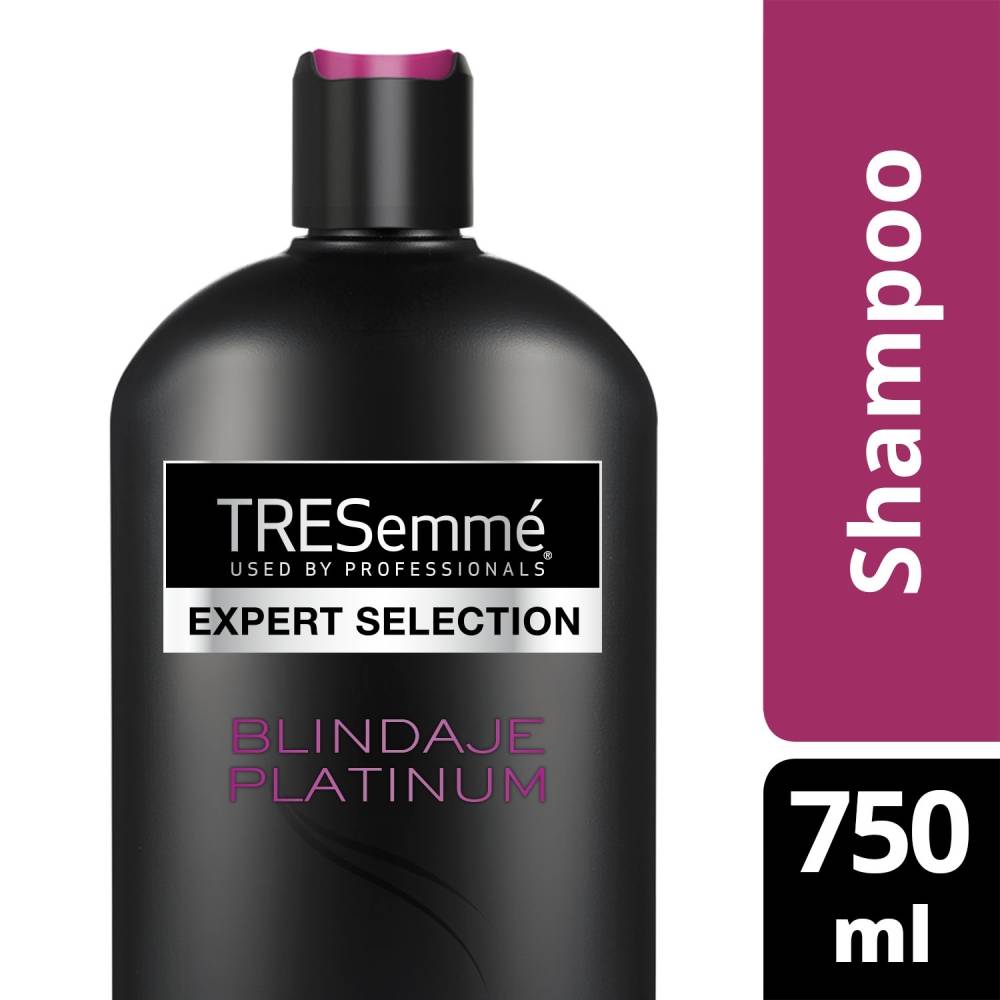 TRESemmé®
USED BY PROFESSIONALS
EXPERT SELECTION
BLINDAJE
PLATINUM
Shampoo
750
ml